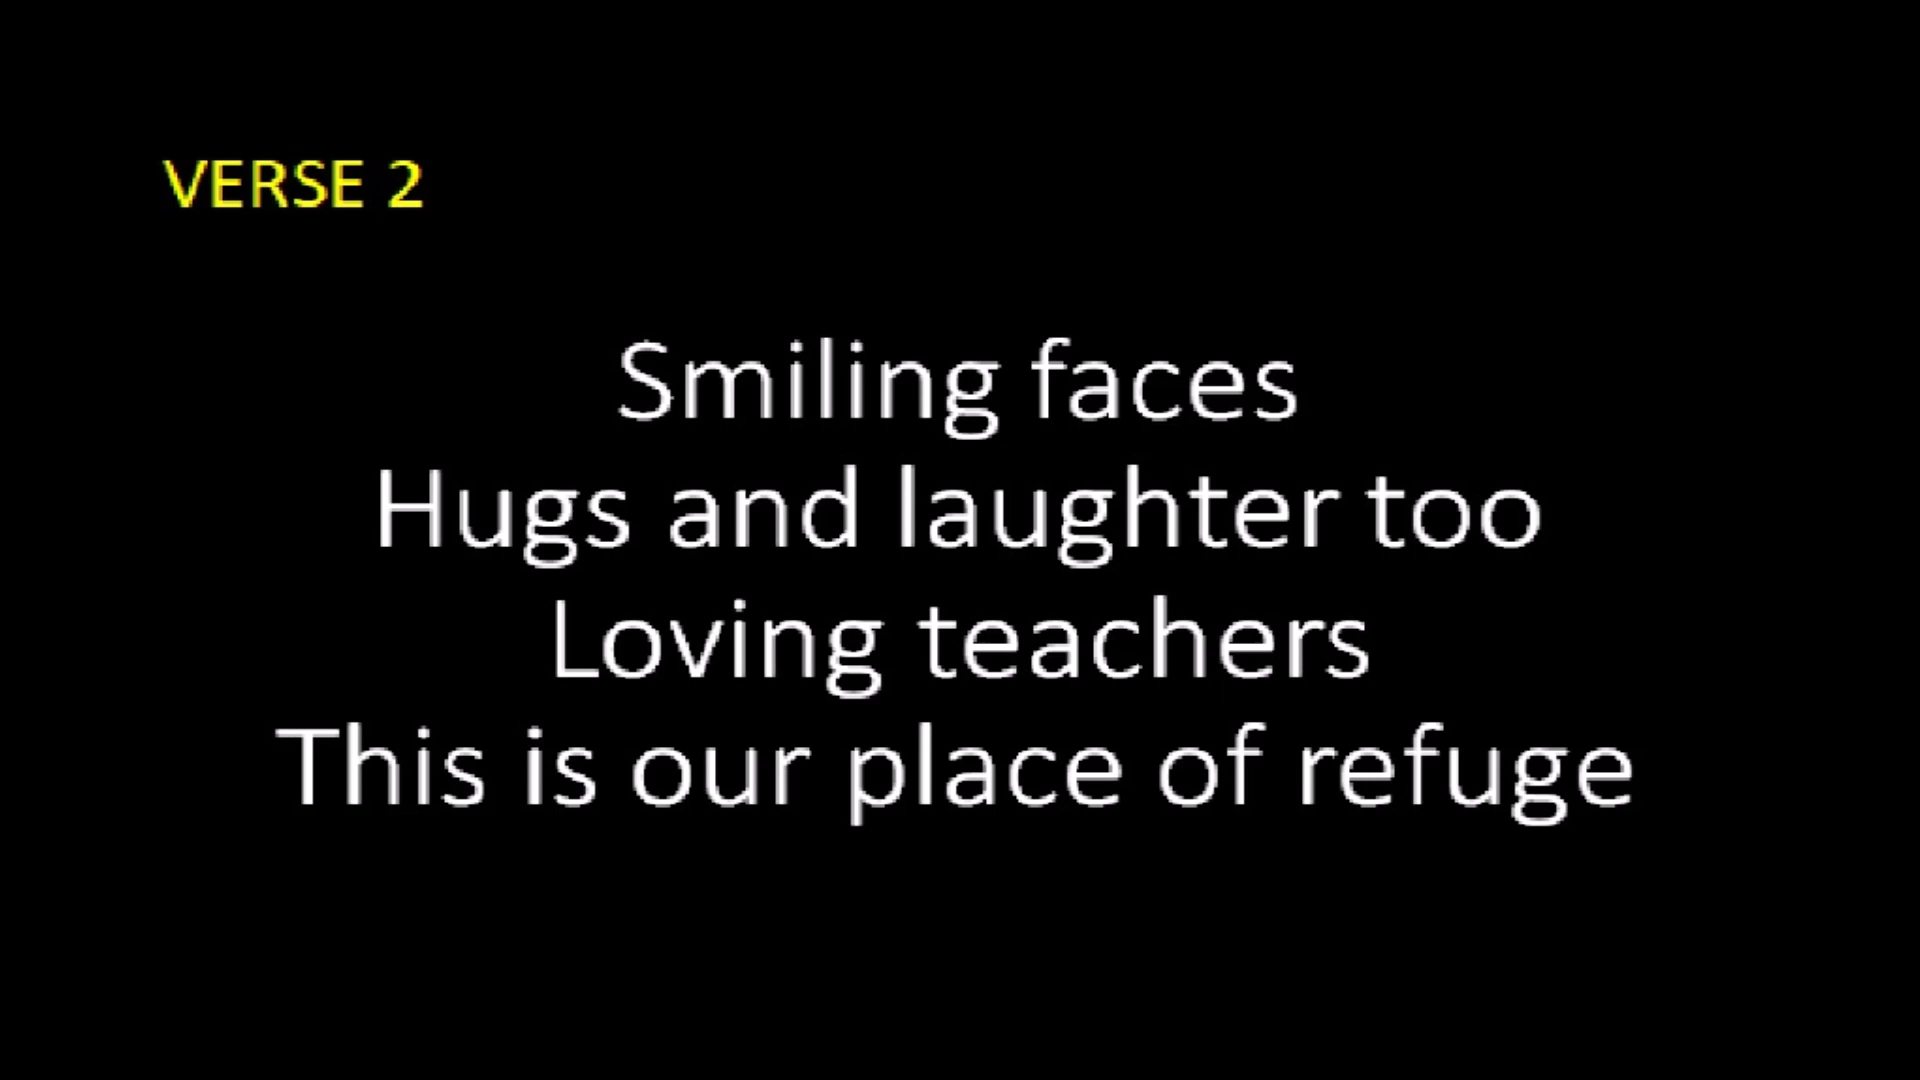 VERSE 2
Smiling faces
Hugs and laughter too
Loving teachers
This is our place of refuge